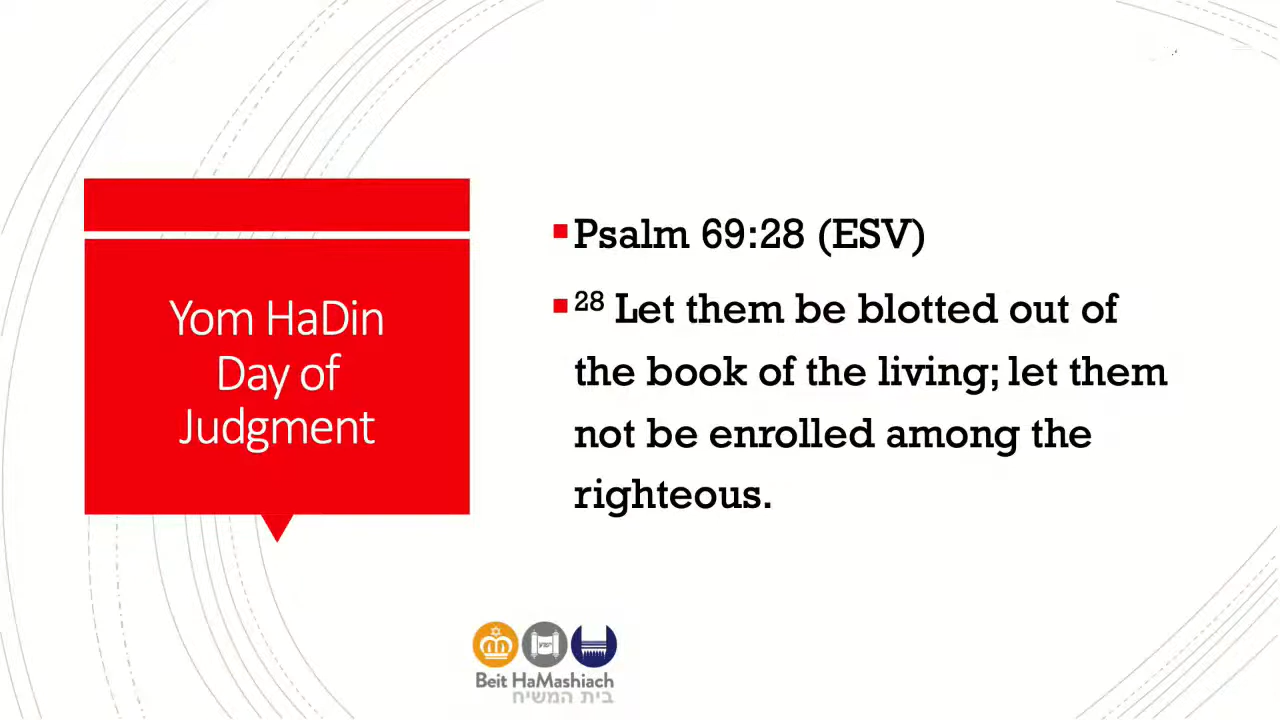 Yom HaDin
Day of
Judgment
Psalm 69:28 (ESV)
28 Let them be blotted out of
the book of the living; let them
not be enrolled among the
righteous.
Beit HaMashiach
בית המשיח